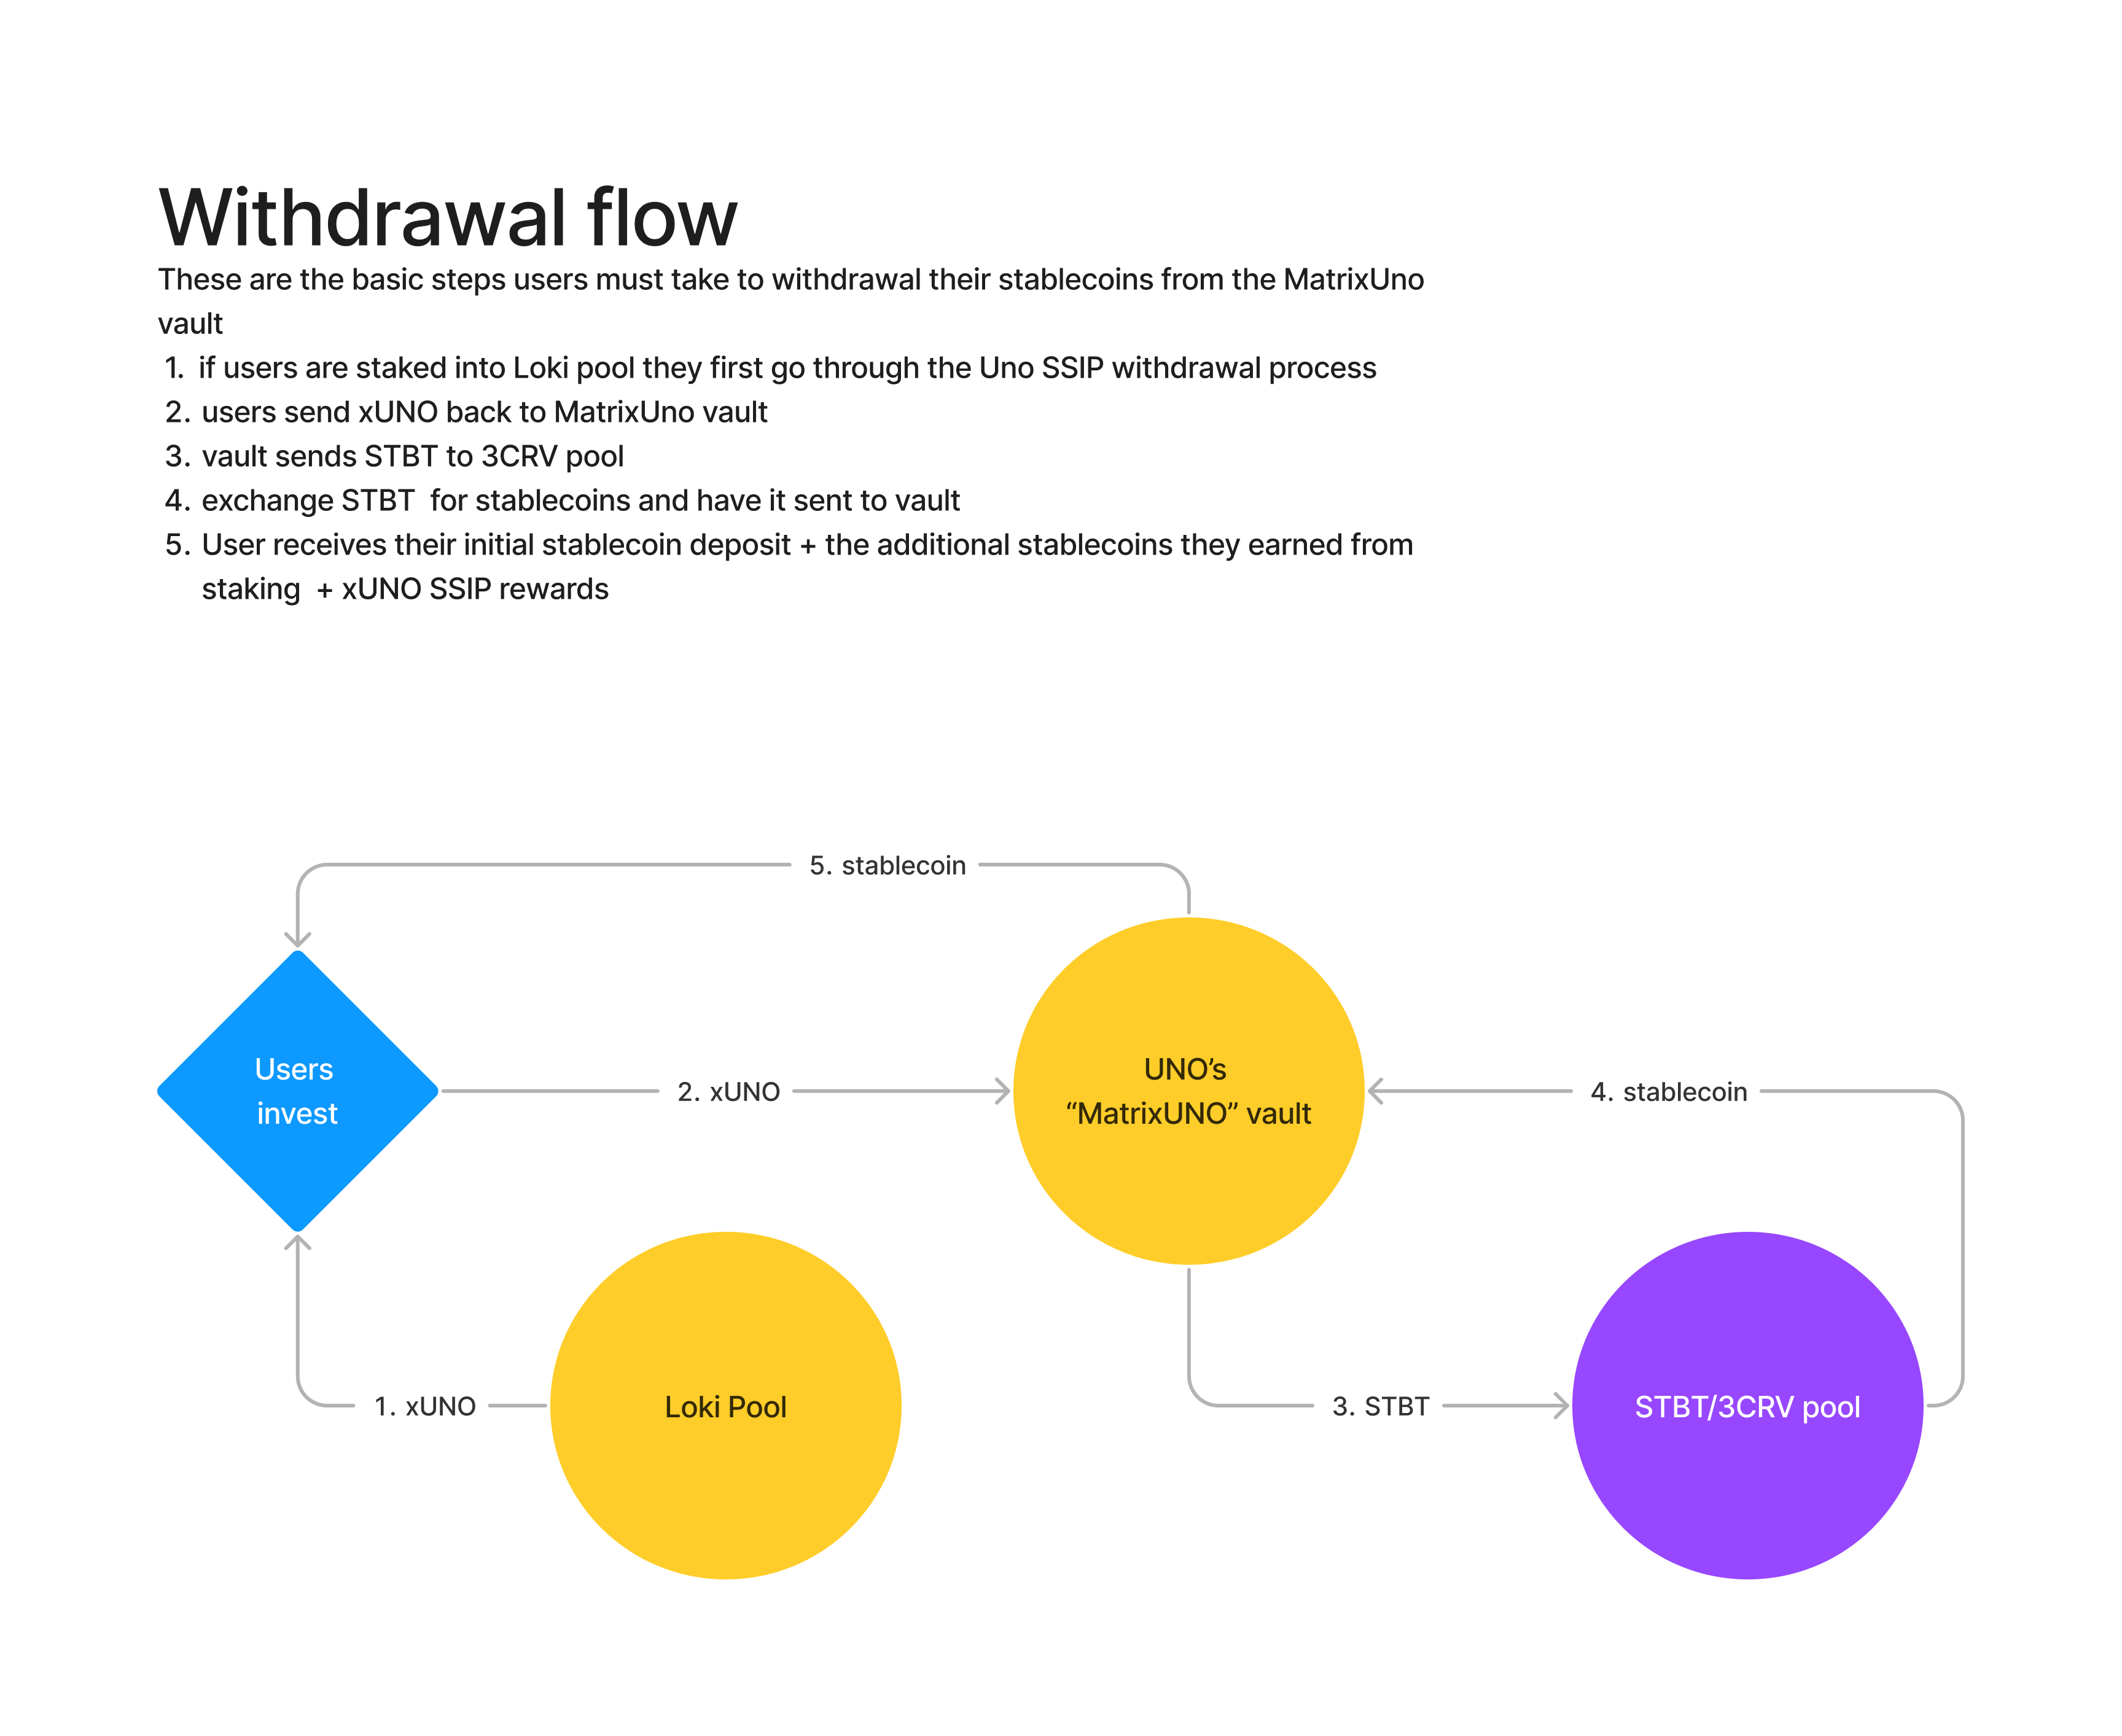 Withdrawal flow
These are the basic steps users must take to withdrawal their stablecoins from the MatrixUno
vault
1. if users are staked into Loki pool they first go through the Uno SSIP withdrawal process
2. users send xUNO back to MatrixUno vault
3. vault sends STBT to 3CRV pool
4. exchange STBT  for stablecoins and have it sent to vault
5. User receives their initial stablecoin deposit + the additional stablecoins they earned from
staking  + xUNO SSIP rewards
5. stablecoin
Users
invest
2. xUNO
UNO’s
“MatrixUNO” vault
4. stablecoin
1. xUNO
Loki Pool
3. STBT
STBT/3CRV pool